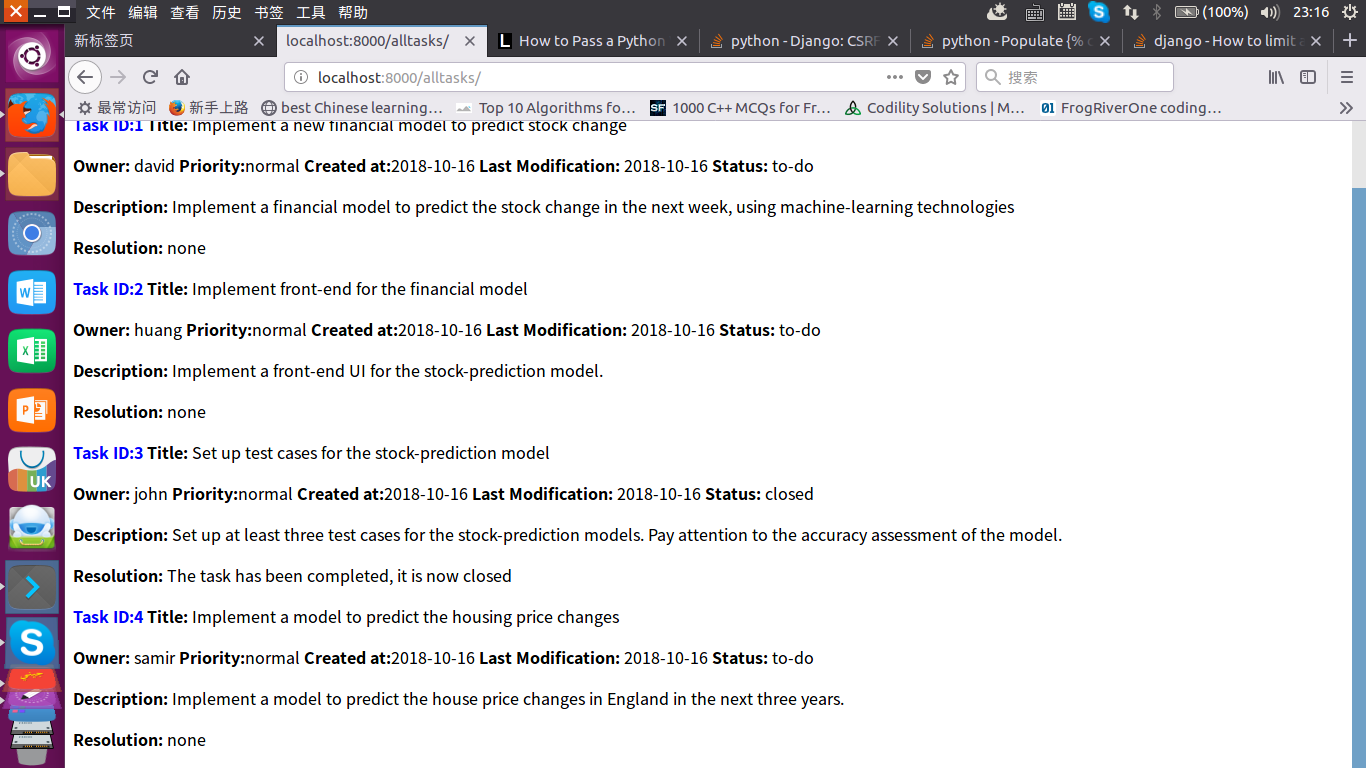 文件 编辑 查看 历史 书签 工具 帮助 (100%) 23:16
新标签页 localhost:8000/alltasks/ How to Pass a Python python - Django: CSRF python - Populate {% c django - How to limit a
localhost:8000/alltasks/ 搜索
最常访问 新手上路 best Chinese learning… Top 10 Algorithms fo… 1000 C++ MCQs for Fr… Codility Solutions | M… FrogRiverOne coding…
Task ID:1 Title: Implement a new financial model to predict stock change
Owner: david Priority:normal Created at:2018-10-16 Last Modification: 2018-10-16 Status: to-do
Description: Implement a financial model to predict the stock change in the next week, using machine-learning technologies
Resolution: none
Task ID:2 Title: Implement front-end for the financial model
Owner: huang Priority:normal Created at:2018-10-16 Last Modification: 2018-10-16 Status: to-do
Description: Implement a front-end UI for the stock-prediction model.
Resolution: none
Task ID:3 Title: Set up test cases for the stock-prediction model
Owner: john Priority:normal Created at:2018-10-16 Last Modification: 2018-10-16 Status: closed
Description: Set up at least three test cases for the stock-prediction models. Pay attention to the accuracy assessment of the model.
Resolution: The task has been completed, it is now closed
Task ID:4 Title: Implement a model to predict the housing price changes
Owner: samir Priority:normal Created at:2018-10-16 Last Modification: 2018-10-16 Status: to-do
Description: Implement a model to predict the house price changes in England in the next three years.
Resolution: none